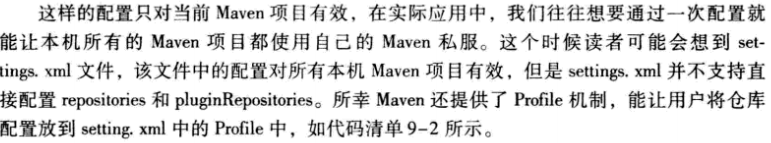 这样的配置只对当前 Maven 项目有效，在实际应用中，我们往往想要通过一次配置就
能让本机所有的 Maven 项目都使用自己的 Maven 私服。这个时候读者可能会想到 set-
tings. xml 文件，该文件中的配置对所有本机 Maven 项目有效，但是 settings. xml 并不支持直
接配置 repositories 和 pluginRepositories。所幸 Maven 还提供了 Profile 机制，能让用户将仓库
配置放到 setting. xml 中的 Profile 中，如代码清单 9-2 所示。